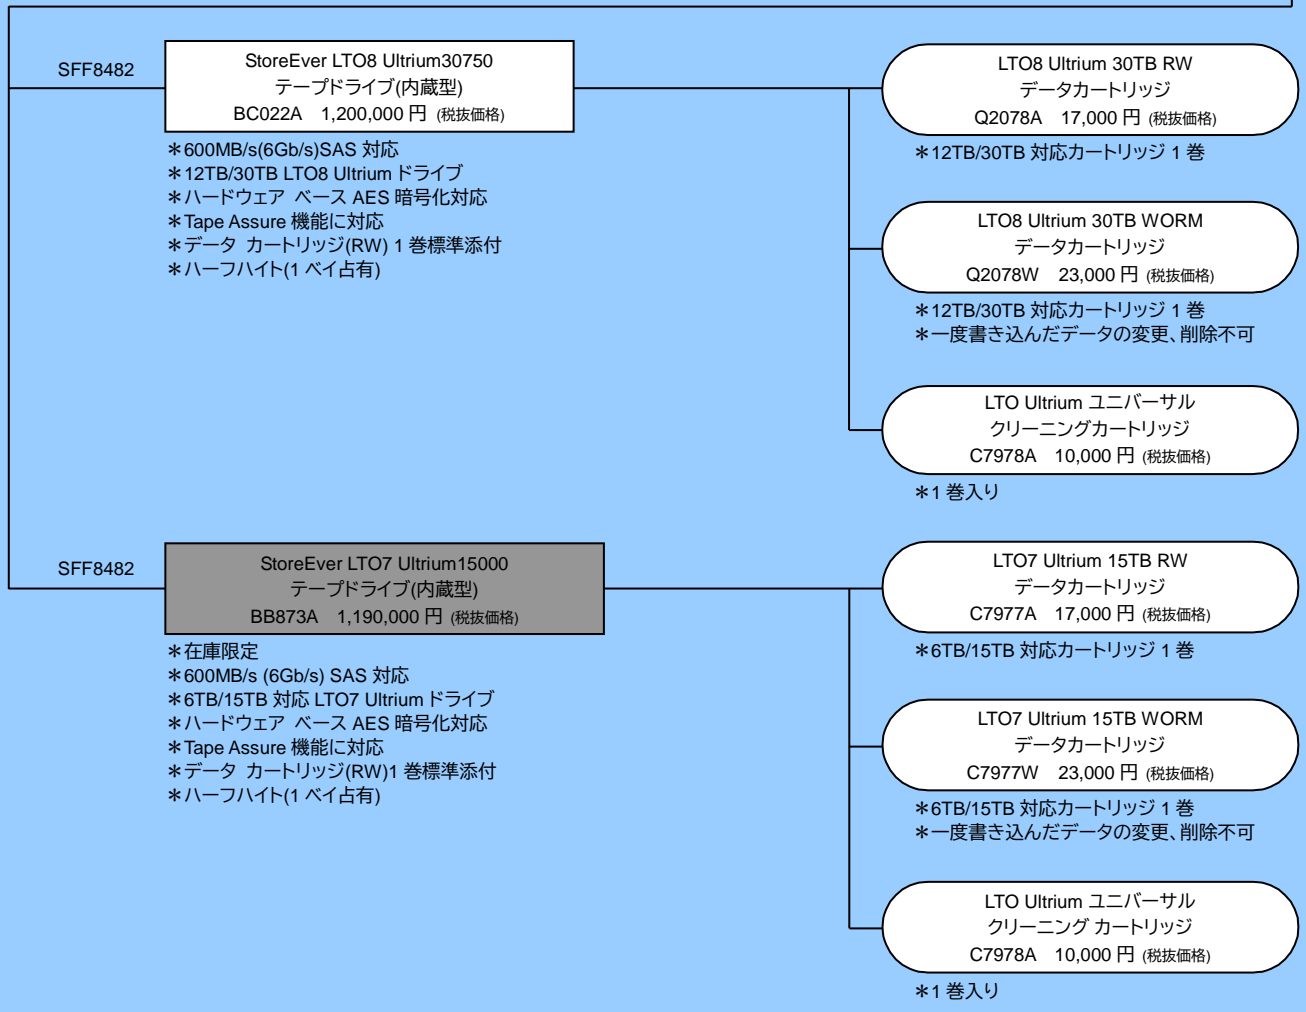 SFF8482
StoreEver LTO8 Ultrium30750
テープドライブ(内蔵型)
BC022A 1,200,000 円 (税抜価格)
＊600MB/s(6Gb/s)SAS 対応
＊12TB/30TB LTO8 Ultrium ドライブ
＊ハードウェア ベース AES 暗号化対応
＊Tape Assure 機能に対応
＊データ カートリッジ(RW) 1 巻標準添付
＊ハーフハイト(1 ベイ占有)
LTO8 Ultrium 30TB RW
データカートリッジ
Q2078A 17,000 円 (税抜価格)
＊12TB/30TB 対応カートリッジ 1 巻
LTO8 Ultrium 30TB WORM
データカートリッジ
Q2078W 23,000 円 (税抜価格)
＊12TB/30TB 対応カートリッジ 1 巻
＊一度書き込んだデータの変更、削除不可
LTO Ultrium ユニバーサル
クリーニングカートリッジ
C7978A 10,000 円 (税抜価格)
＊1 巻入り
SFF8482
StoreEver LTO7 Ultrium15000
テープドライブ(内蔵型)
BB873A 1,190,000 円 (税抜価格)
＊在庫限定
＊600MB/s (6Gb/s) SAS 対応
＊6TB/15TB 対応 LTO7 Ultrium ドライブ
＊ハードウェア ベース AES 暗号化対応
＊Tape Assure 機能に対応
＊データ カートリッジ(RW)1 巻標準添付
＊ハーフハイト(1 ベイ占有)
LTO7 Ultrium 15TB RW
データカートリッジ
C7977A 17,000 円 (税抜価格)
＊6TB/15TB 対応カートリッジ 1 巻
LTO7 Ultrium 15TB WORM
データカートリッジ
C7977W 23,000 円 (税抜価格)
＊6TB/15TB 対応カートリッジ 1 巻
＊一度書き込んだデータの変更、削除不可
LTO Ultrium ユニバーサル
クリーニング カートリッジ
C7978A 10,000 円 (税抜価格)
＊1 巻入り